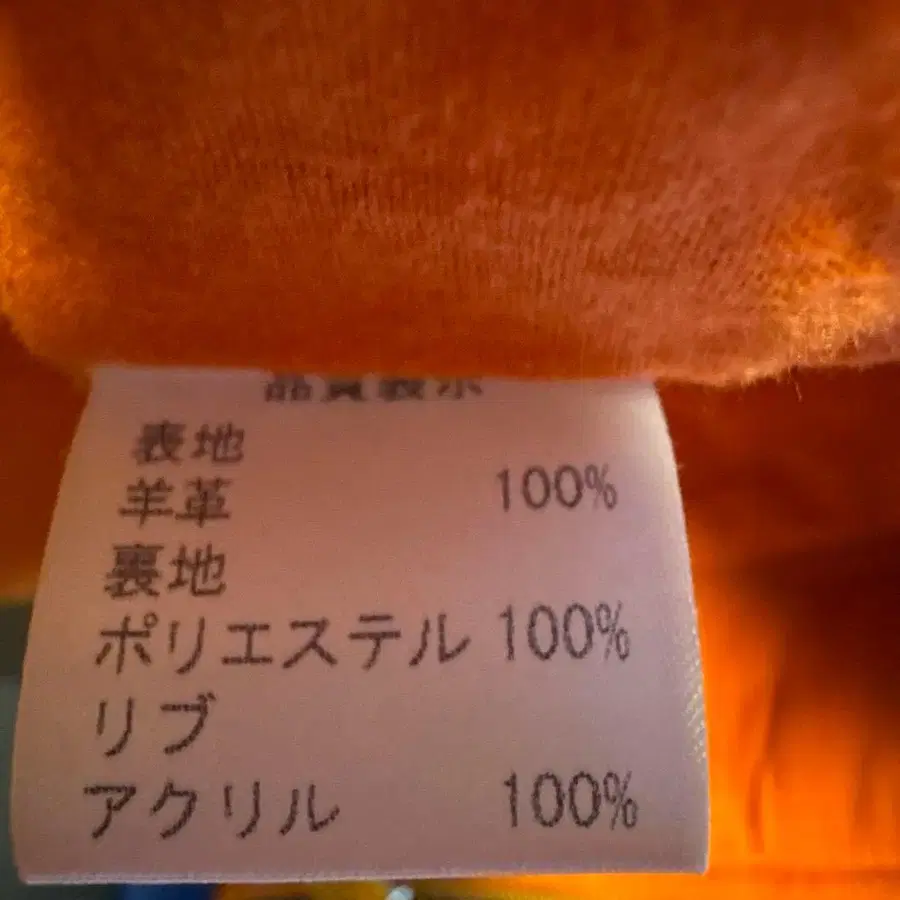 品質表示
表地
羊革 100%
裏地
ポリエステル 100%
リブ
アクリル 100%